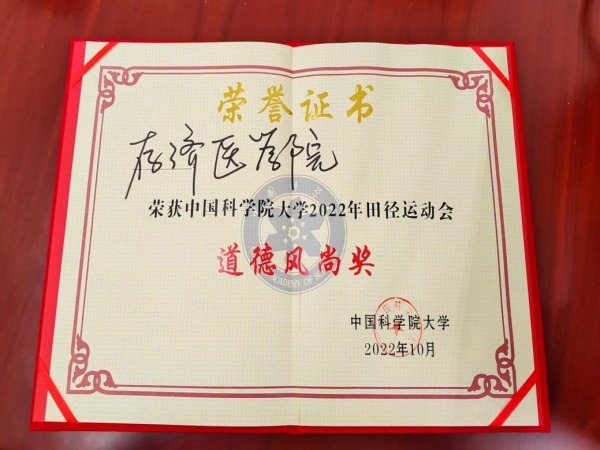 荣誉证书
存济医学院
荣获中国科学院大学2022年田径运动会
道德风尚奖
中国科学院大学
2022年10月